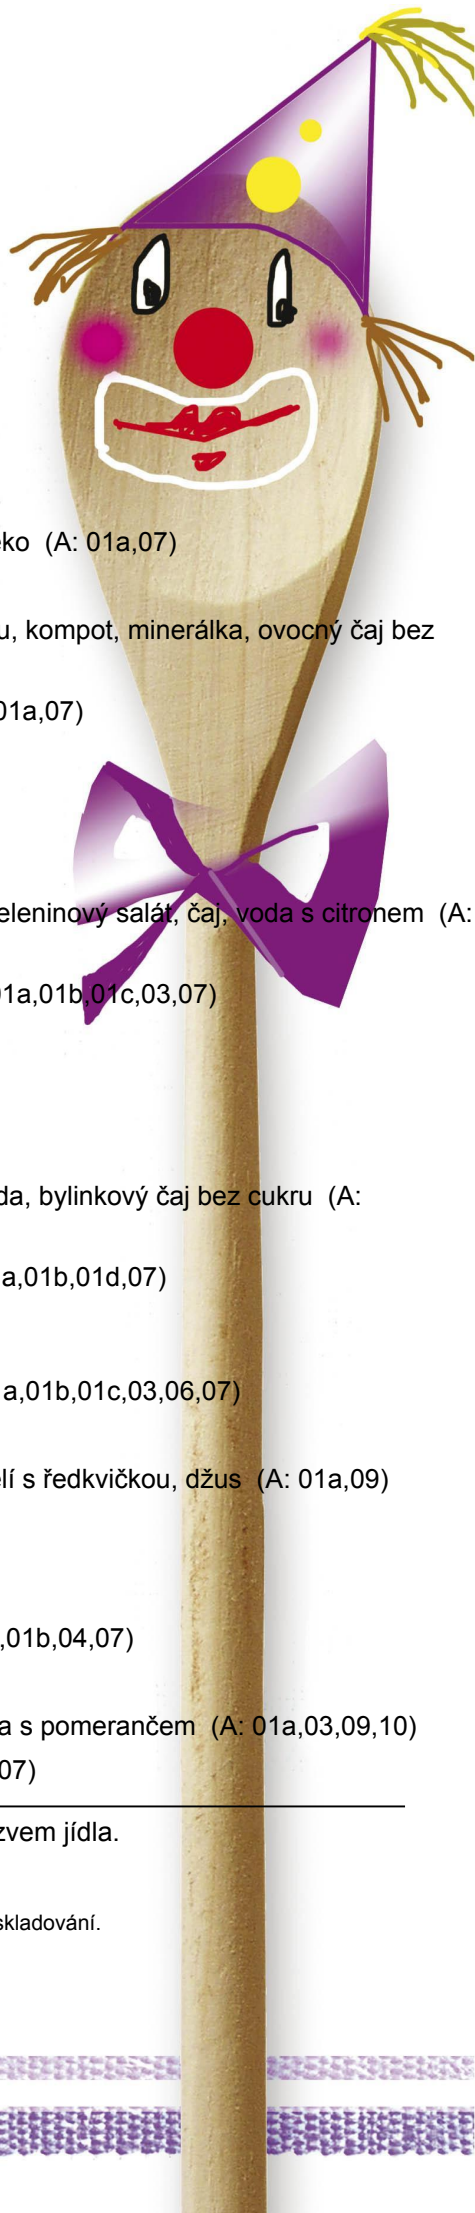 éko (A: 01a,07)
u, kompot, minerálka, ovocný čaj bez
01a,07)
eleninový salát, čaj, voda s citronem (A:
01a,01b,01c,03,07)
da, bylinkový čaj bez cukru (A:
a,01b,01d,07)
a,01b,01c,03,06,07)
elí s ředkvičkou, džus (A: 01a,09)
,01b,04,07)
a s pomerančem (A: 01a,03,09,10)
07)
zvem jídla.
skladování.